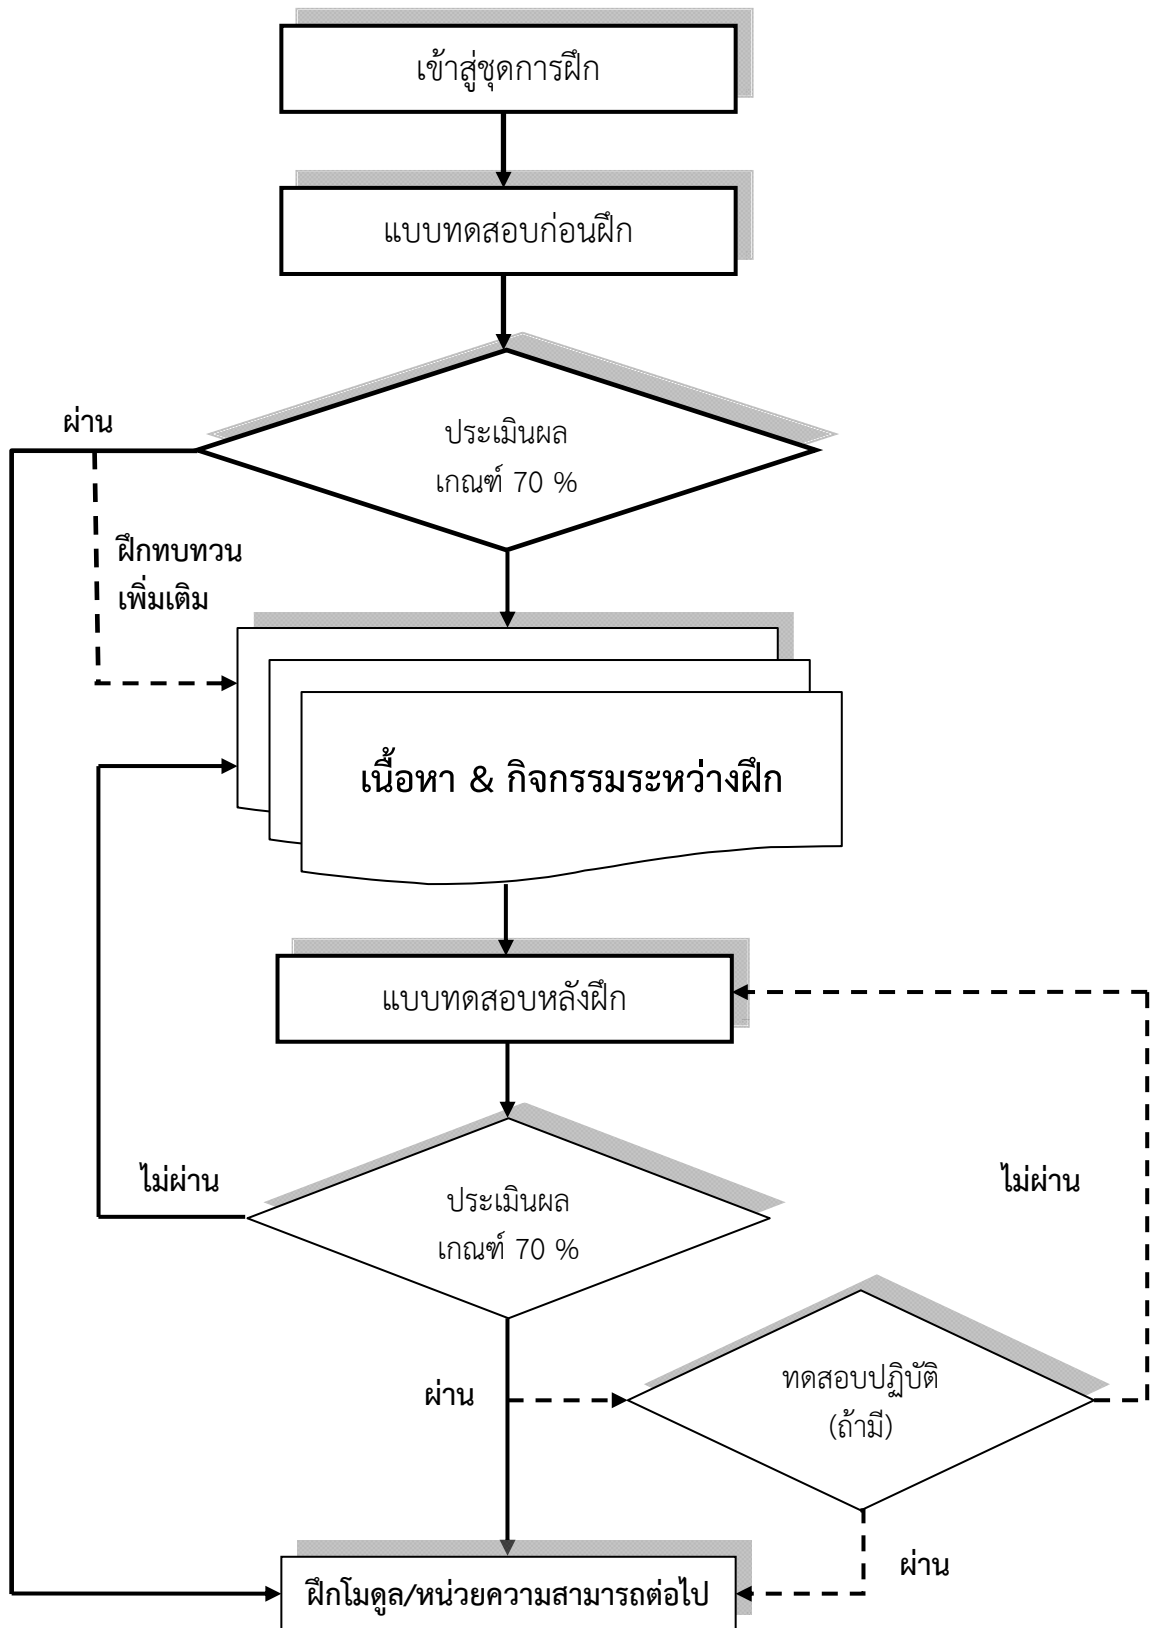 เข้าสู่ชุดการฝึก
แบบทดสอบก่อนฝึก
ผ่าน
ประเมินผล
เกณฑ์ 70 %
ฝึกทบทวน
เพิ่มเติม
เนื้อหา & กิจกรรมระหว่างฝึก
แบบทดสอบหลังฝึก
ไม่ผ่าน
ประเมินผล
เกณฑ์ 70 %
ไม่ผ่าน
ผ่าน
ทดสอบปฏิบัติ
(ถ้ามี)
ผ่าน
ฝึกโมดูล/หน่วยความสามารถต่อไป